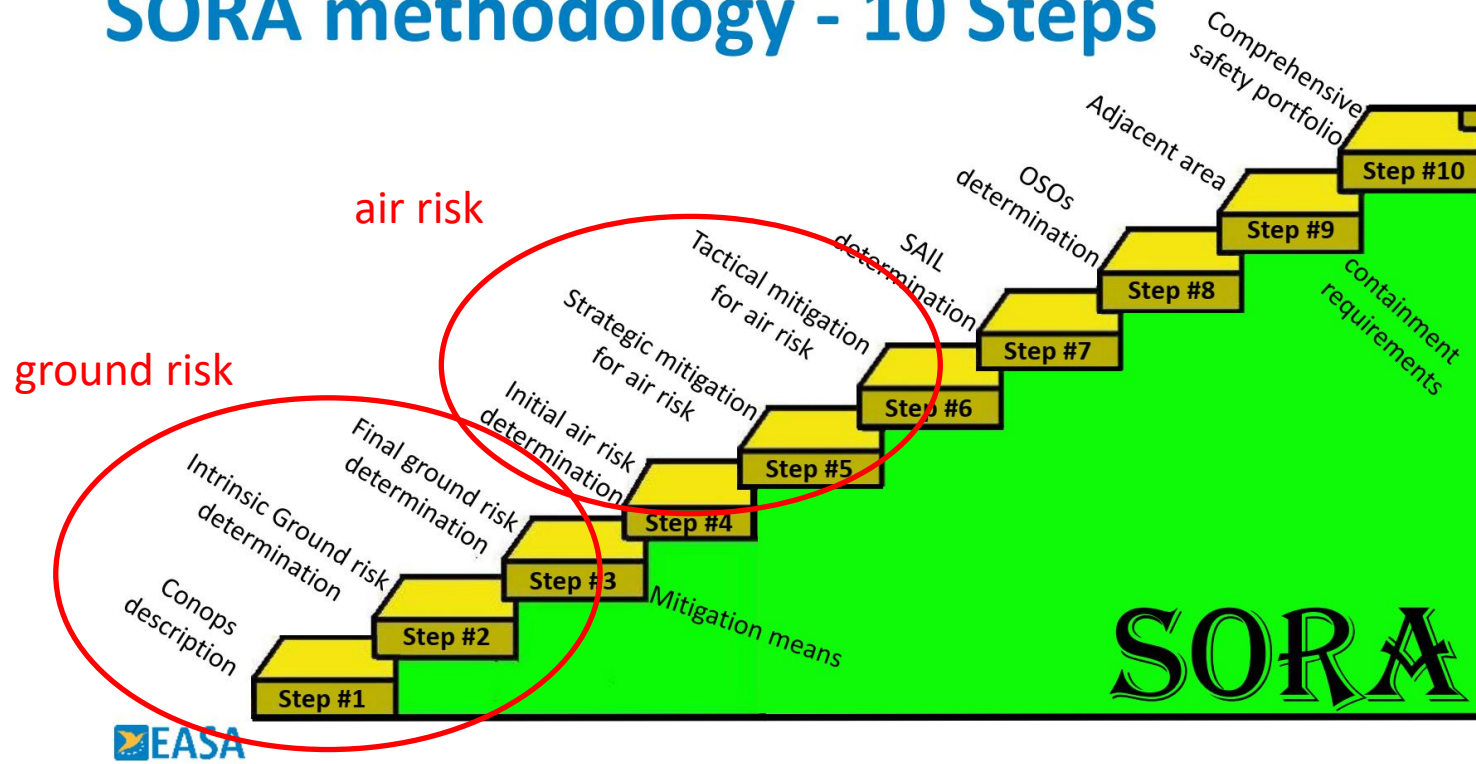 SORA methodology - 10 Steps
air risk
ground risk
Conops
description
Step #1
Intrinsic Ground risk
determination
Step #2
Final ground risk
determination
Step #3
Mitigation means
Initial air risk
determination
Step #4
Strategic mitigation
for air risk
Step #5
Tactical mitigation
for air risk
Step #6
SAIL
determination
Step #7
OSOs
determination
Step #8
Adjacent area
Step #9
containment
requirements
Comprehensive
safety portfolio
Step #10
SORA
EASA